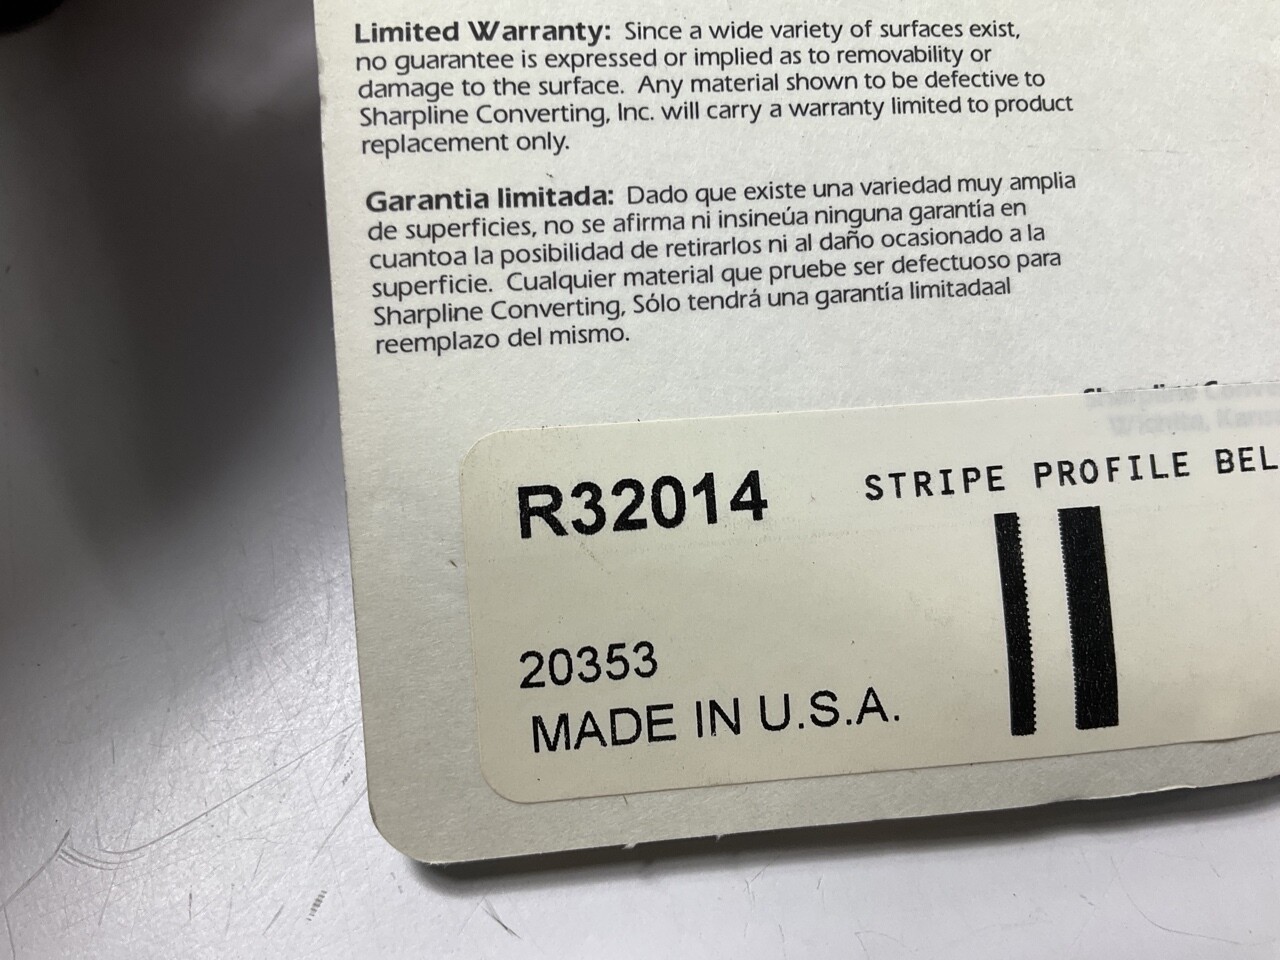 Limited Warranty: Since a wide variety of surfaces exist,
no guarantee is expressed or implied as to removability or
damage to the surface. Any material shown to be defective to
Sharpline Converting, Inc. will carry a warranty limited to product
replacement only.
Garantia limitada: Dado que existe una variedad muy amplia
de superficies, no se afirma ni insineúa ninguna garantía en
cuantoa la posibilidad de retirarlos ni al daño ocasionado a la
superficie. Cualquier material que pruebe ser defectuoso para
Sharpline Converting, Sólo tendrá una garantía limitadaal
reemplazo del mismo.
Sharpline
Wichita,
R32014 STRIPE PROFILE BEL
20353
MADE IN U.S.A.